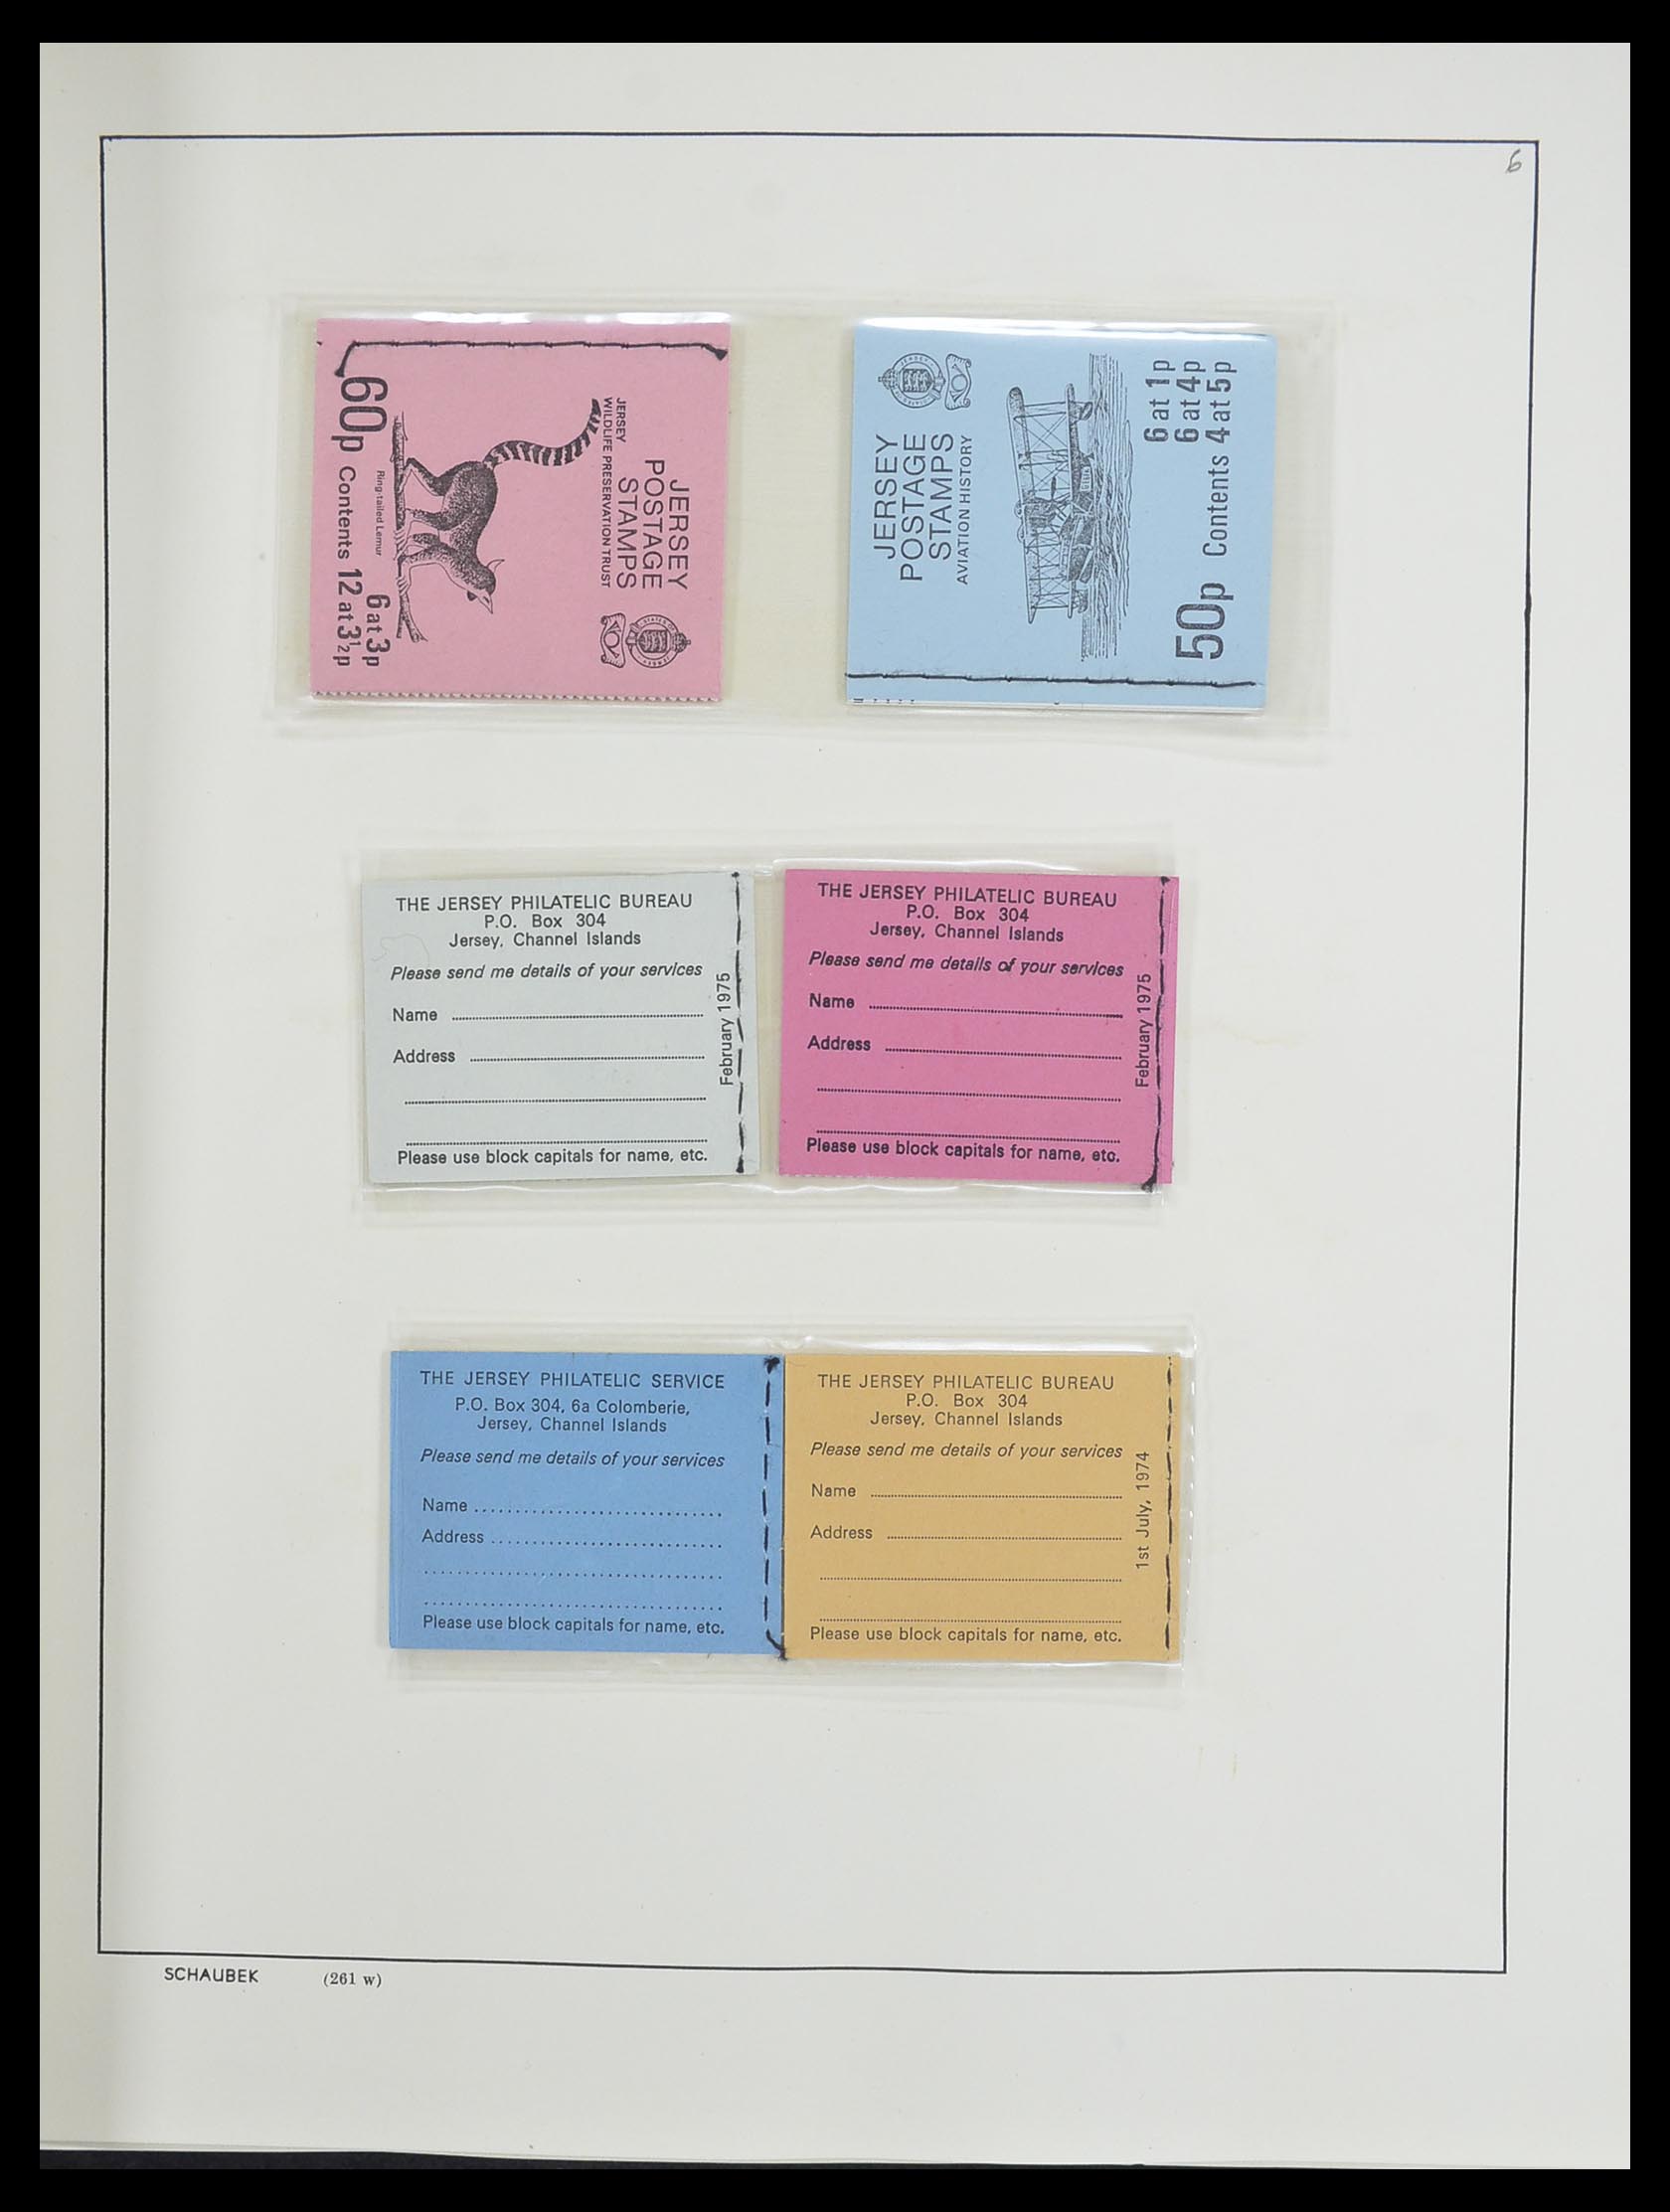 6
JERSEY
POSTAGE
STAMPS
JERSEY
WILDLIFE PRESERVATION TRUST
STATES OF JERSEY
Ring-tailed Lemur
6 at 3p
60p Contents 12 at 3½p
JERSEY
POSTAGE
STAMPS
AVIATION HISTORY
6 at 1p
6 at 4p
50p Contents 4 at 5p
THE JERSEY PHILATELIC BUREAU
P.O. Box 304
Jersey, Channel Islands
Please send me details of your services
Name
Address
Please use block capitals for name, etc.
February 1975
THE JERSEY PHILATELIC BUREAU
P.O. Box 304
Jersey, Channel Islands
Please send me details of your services
Name
Address
Please use block capitals for name, etc.
February 1975
THE JERSEY PHILATELIC SERVICE
P.O. Box 304, 6a Colomberie,
Jersey, Channel Islands
Please send me details of your services
Name
Address
Please use block capitals for name, etc.
THE JERSEY PHILATELIC BUREAU
P.O. Box 304
Jersey, Channel Islands
Please send me details of your services
Name
Address
Please use block capitals for name, etc.
1st July, 1974
SCHAUBEK (261 w)